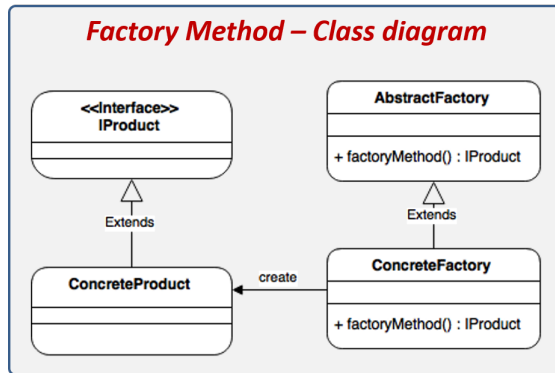 Factory Method – Class diagram
<<Interface>>
IProduct
AbstractFactory
+ factoryMethod() : IProduct
Extends
Extends
ConcreteProduct
create
ConcreteFactory
+ factoryMethod() : IProduct